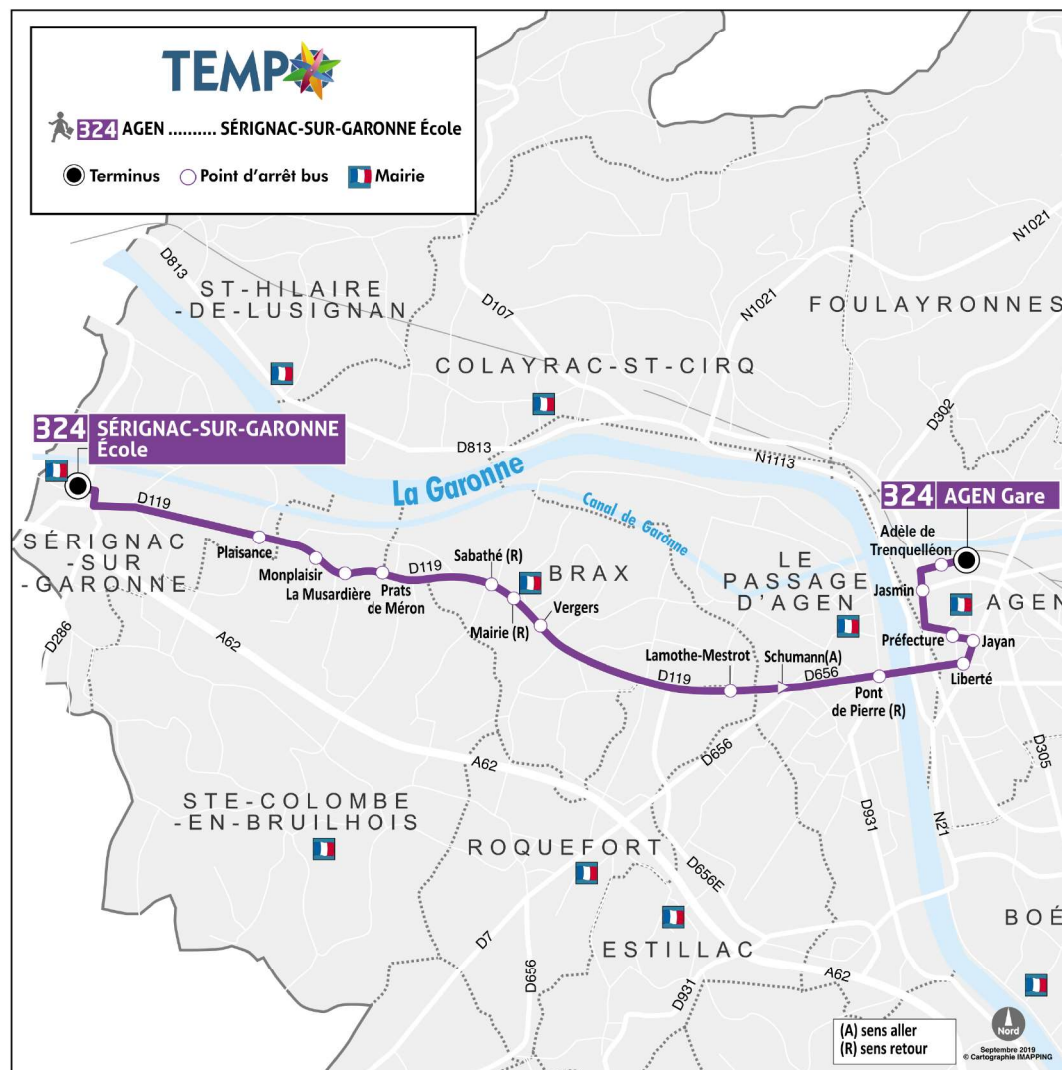 TEMPO
324 AGEN .......... SÉRIGNAC-SUR-GARONNE École
Terminus
Point d'arrêt bus
Mairie
D813
ST-HILAIRE
-DE-LUSIGNAN
D107
N1021
N1021
FOULAYRONNES
COLAYRAC-ST-CIRQ
D302
324 SÉRIGNAC-SUR-GARONNE
École
D813
La Garonne
N1113
Canal de Garonne
324 AGEN Gare
Adèle de
Trenquelléon
D119
SÉRIGNAC
-SUR
-GARONNE
Plaisance
Monplaisir
La Musardière
Prats
de Méron
D119
Sabathé (R)
BRAX
Mairie (R)
Vergers
LE
PASSAGE
D'AGEN
Jasmin
AGEN
Préfecture
Jayan
Liberté
Lamothe-Mestrot
Schumann(A)
D119
D656
Pont
de Pierre (R)
D286
A62
D656
D305
A62
STE-COLOMBE
-EN-BRUILHOIS
ROQUEFORT
D931
N21
D656E
BOÉ
D7
ESTILLAC
D656
D931
A62
(A) sens aller
(R) sens retour
Nord
Septembre 2019
© Cartographie IMAPPING